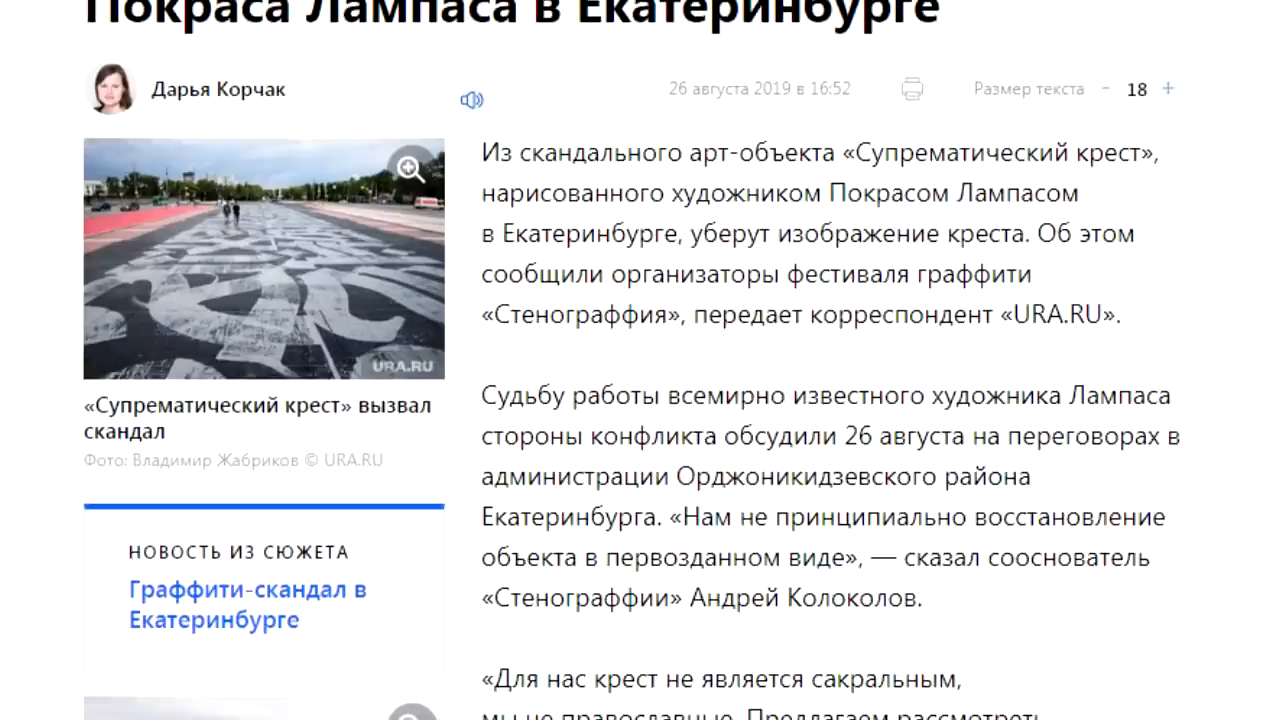 Покраса Лампаса в Екатеринбурге
Дарья Корчак
26 августа 2019 в 16:52
Размер текста - 18 +
URA.RU
«Супрематический крест» вызвал
скандал
Фото: Владимир Жабриков © URA.RU
НОВОСТЬ ИЗ СЮЖЕТА
Граффити-скандал в
Екатеринбурге
Из скандального арт-объекта «Супрематический крест»,
нарисованного художником Покрасом Лампасом
в Екатеринбурге, уберут изображение креста. Об этом
сообщили организаторы фестиваля граффити
«Стенограффия», передает корреспондент «URA.RU».
Судьбу работы всемирно известного художника Лампаса
стороны конфликта обсудили 26 августа на переговорах в
администрации Орджоникидзевского района
Екатеринбурга. «Нам не принципиально восстановление
объекта в первозданном виде», — сказал сооснователь
«Стенограффии» Андрей Колоколов.
«Для нас крест не является сакральным,
мы не православные. Предлагаем рассмотреть